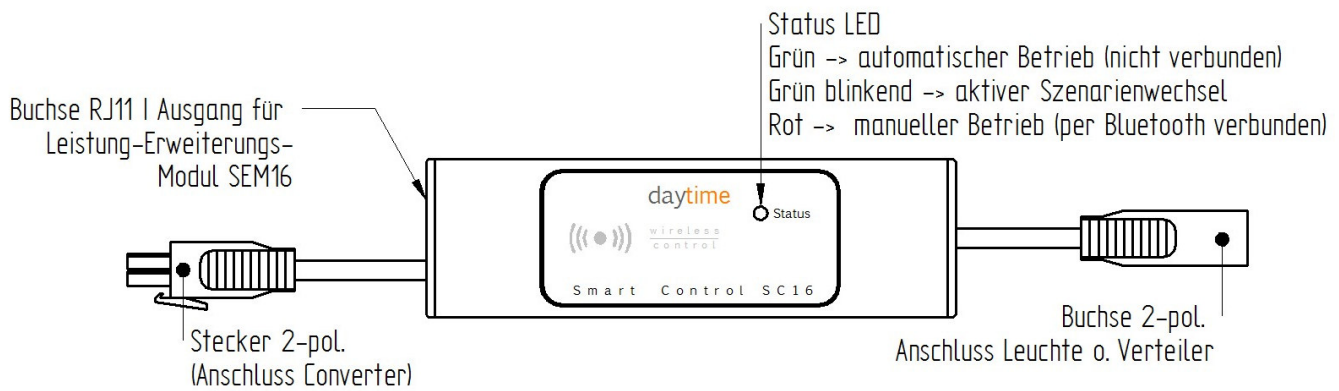 Status LED
Grün -> automatischer Betrieb (nicht verbunden)
Grün blinkend -> aktiver Szenarienwechsel
Rot -> manueller Betrieb (per Bluetooth verbunden)
Buchse RJ11 | Ausgang für
Leistung-Erweiterungs-
Modul SEM16
daytime
Status
wireless
control
Smart Control SC16
Stecker 2-pol.
(Anschluss Converter)
Buchse 2-pol.
Anschluss Leuchte o. Verteiler